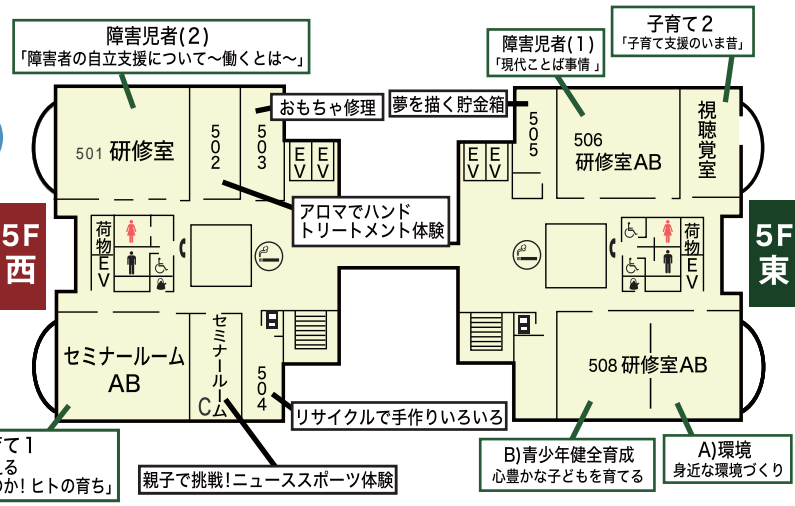 障害児者(2)
「障害者の自立支援について～働くとは～」
障害児者(1)
「現代ことば事情 」
子育て2
「子育て支援のいま昔」
おもちゃ修理
夢を描く貯金箱
501 研修室
502
503
505
506
研修室AB
視聴覚室
EV
EV
EV
EV
アロマでハンド
トリートメント体験
5F
西
荷物EV
荷物EV
5F
東
セミナールーム
AB
セミナールームC
504
508 研修室AB
リサイクルで手作りいろいろ
て1
る
か! ヒトの育ち」
親子で挑戦!ニュースポーツ体験
B)青少年健全育成
心豊かな子どもを育てる
A)環境
身近な環境づくり